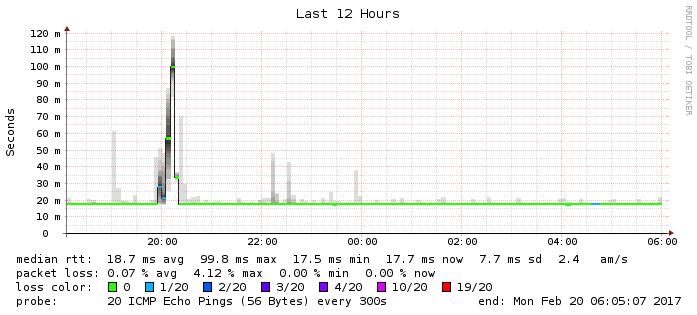 Last 12 Hours
RRDTOOL / TOBI OETIKER
Seconds
120 m
110 m
100 m
90 m
80 m
70 m
60 m
50 m
40 m
30 m
20 m
10 m
0
20:00 22:00 00:00 02:00 04:00 06:00
median rtt: 18.7 ms avg 99.8 ms max 17.5 ms min 17.7 ms now 7.7 ms sd 2.4 am/s
packet loss: 0.07 % avg 4.12 % max 0.00 % min 0.00 % now
loss color: 0 1/20 2/20 3/20 4/20 10/20 19/20
probe: 20 ICMP Echo Pings (56 Bytes) every 300s end: Mon Feb 20 06:05:07 2017